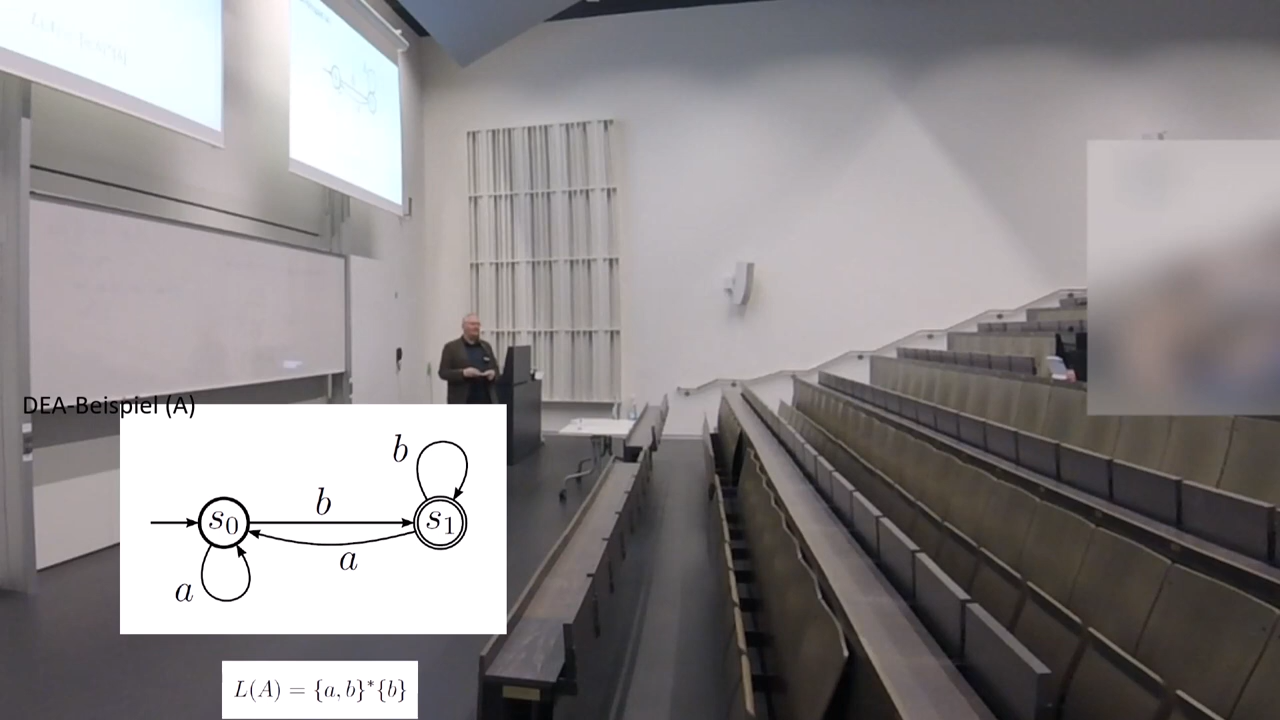 DEA-Beispiel (A)
b
b
s₀
s₁
a
a
L(A) = {a, b}*{b}